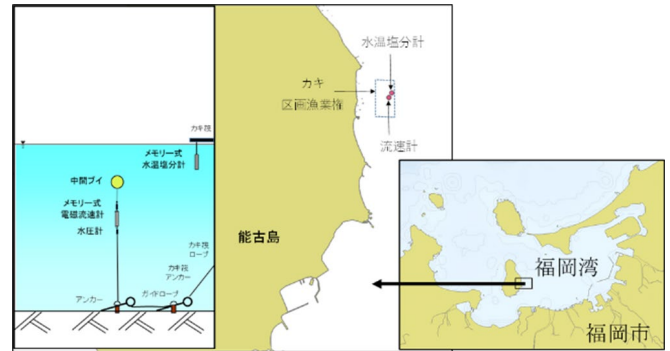 カキ筏
メモリー式
水温塩分計
中間ブイ
メモリー式
電磁流速計
水圧計
カキ筏
ロープ
カキ筏
アンカー
アンカー
ガイドロープ
水温塩分計
カキ
区画漁業権
流速計
能古島
福岡湾
福岡市